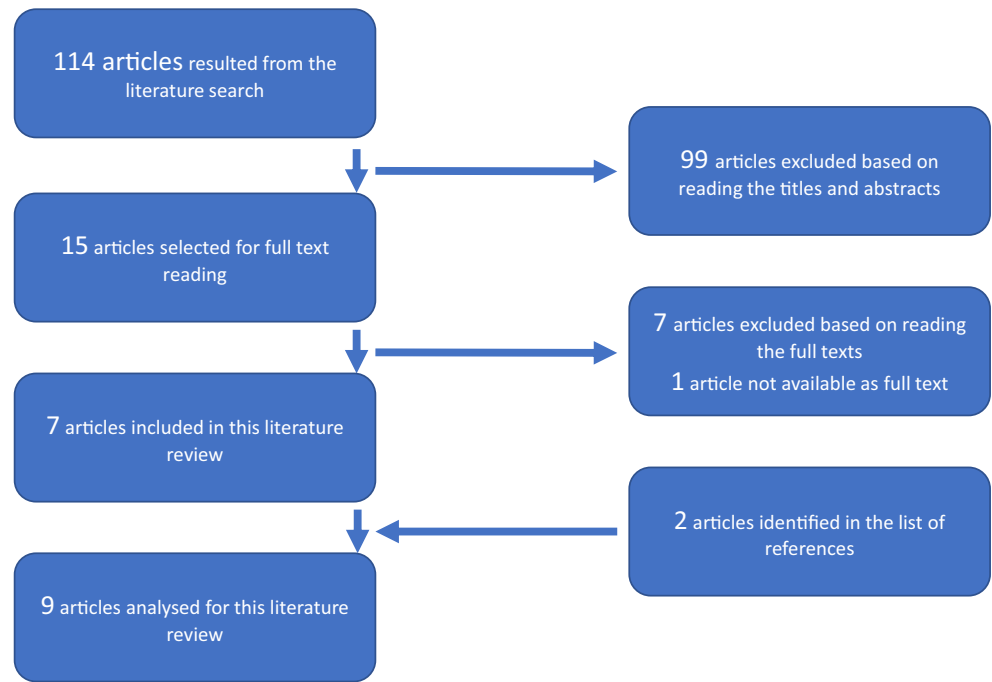 114 articles resulted from the
literature search
99 articles excluded based on
reading the titles and abstracts
15 articles selected for full text
reading
7 articles excluded based on reading
the full texts
1 article not available as full text
7 articles included in this literature
review
2 articles identified in the list of
references
9 articles analysed for this literature
review